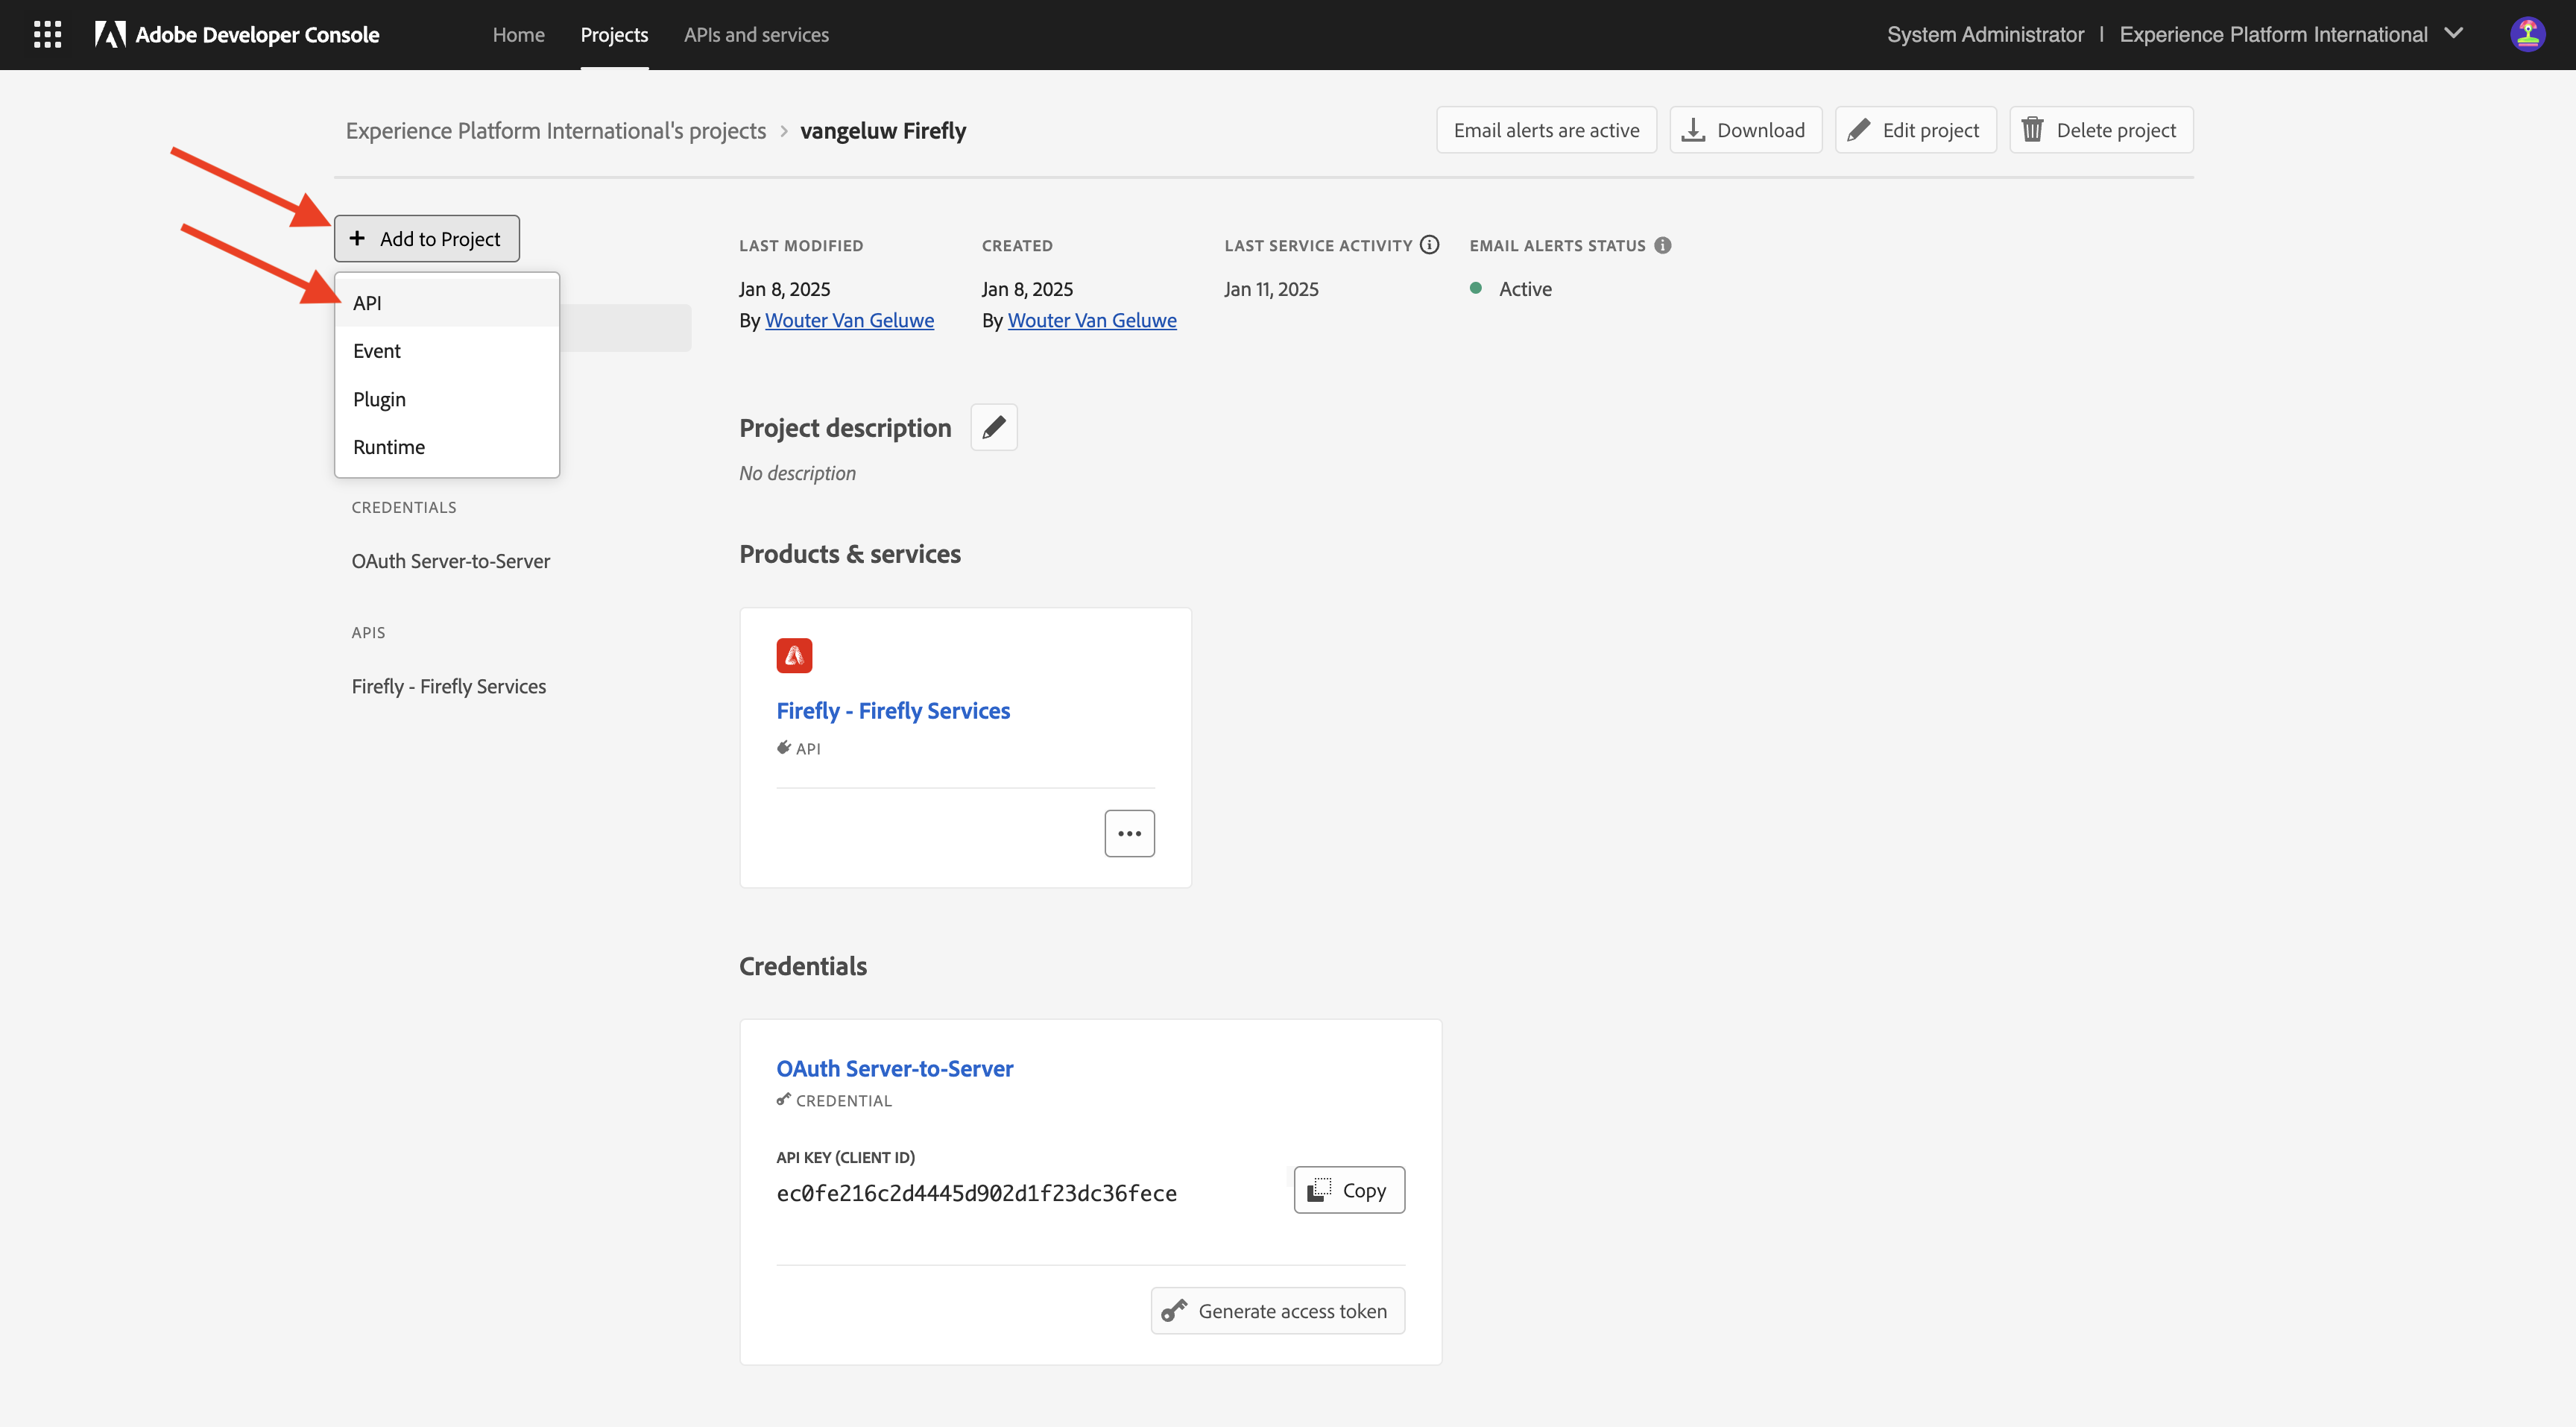 Adobe Developer Console
Home
Projects
APIs and services
System Administrator | Experience Platform International
Experience Platform International's projects > vangeluw Firefly
Email alerts are active
Download
Edit project
Delete project
+ Add to Project
API
Event
Plugin
Runtime
CREDENTIALS
OAuth Server-to-Server
APIS
Firefly - Firefly Services
LAST MODIFIED
Jan 8, 2025
By Wouter Van Geluwe
CREATED
Jan 8, 2025
By Wouter Van Geluwe
LAST SERVICE ACTIVITY
Jan 11, 2025
EMAIL ALERTS STATUS
Active
Project description
No description
Products & services
Firefly - Firefly Services
API
Credentials
OAuth Server-to-Server
CREDENTIAL
API KEY (CLIENT ID)
ec0fe216c2d4445d902d1f23dc36fece
Copy
Generate access token